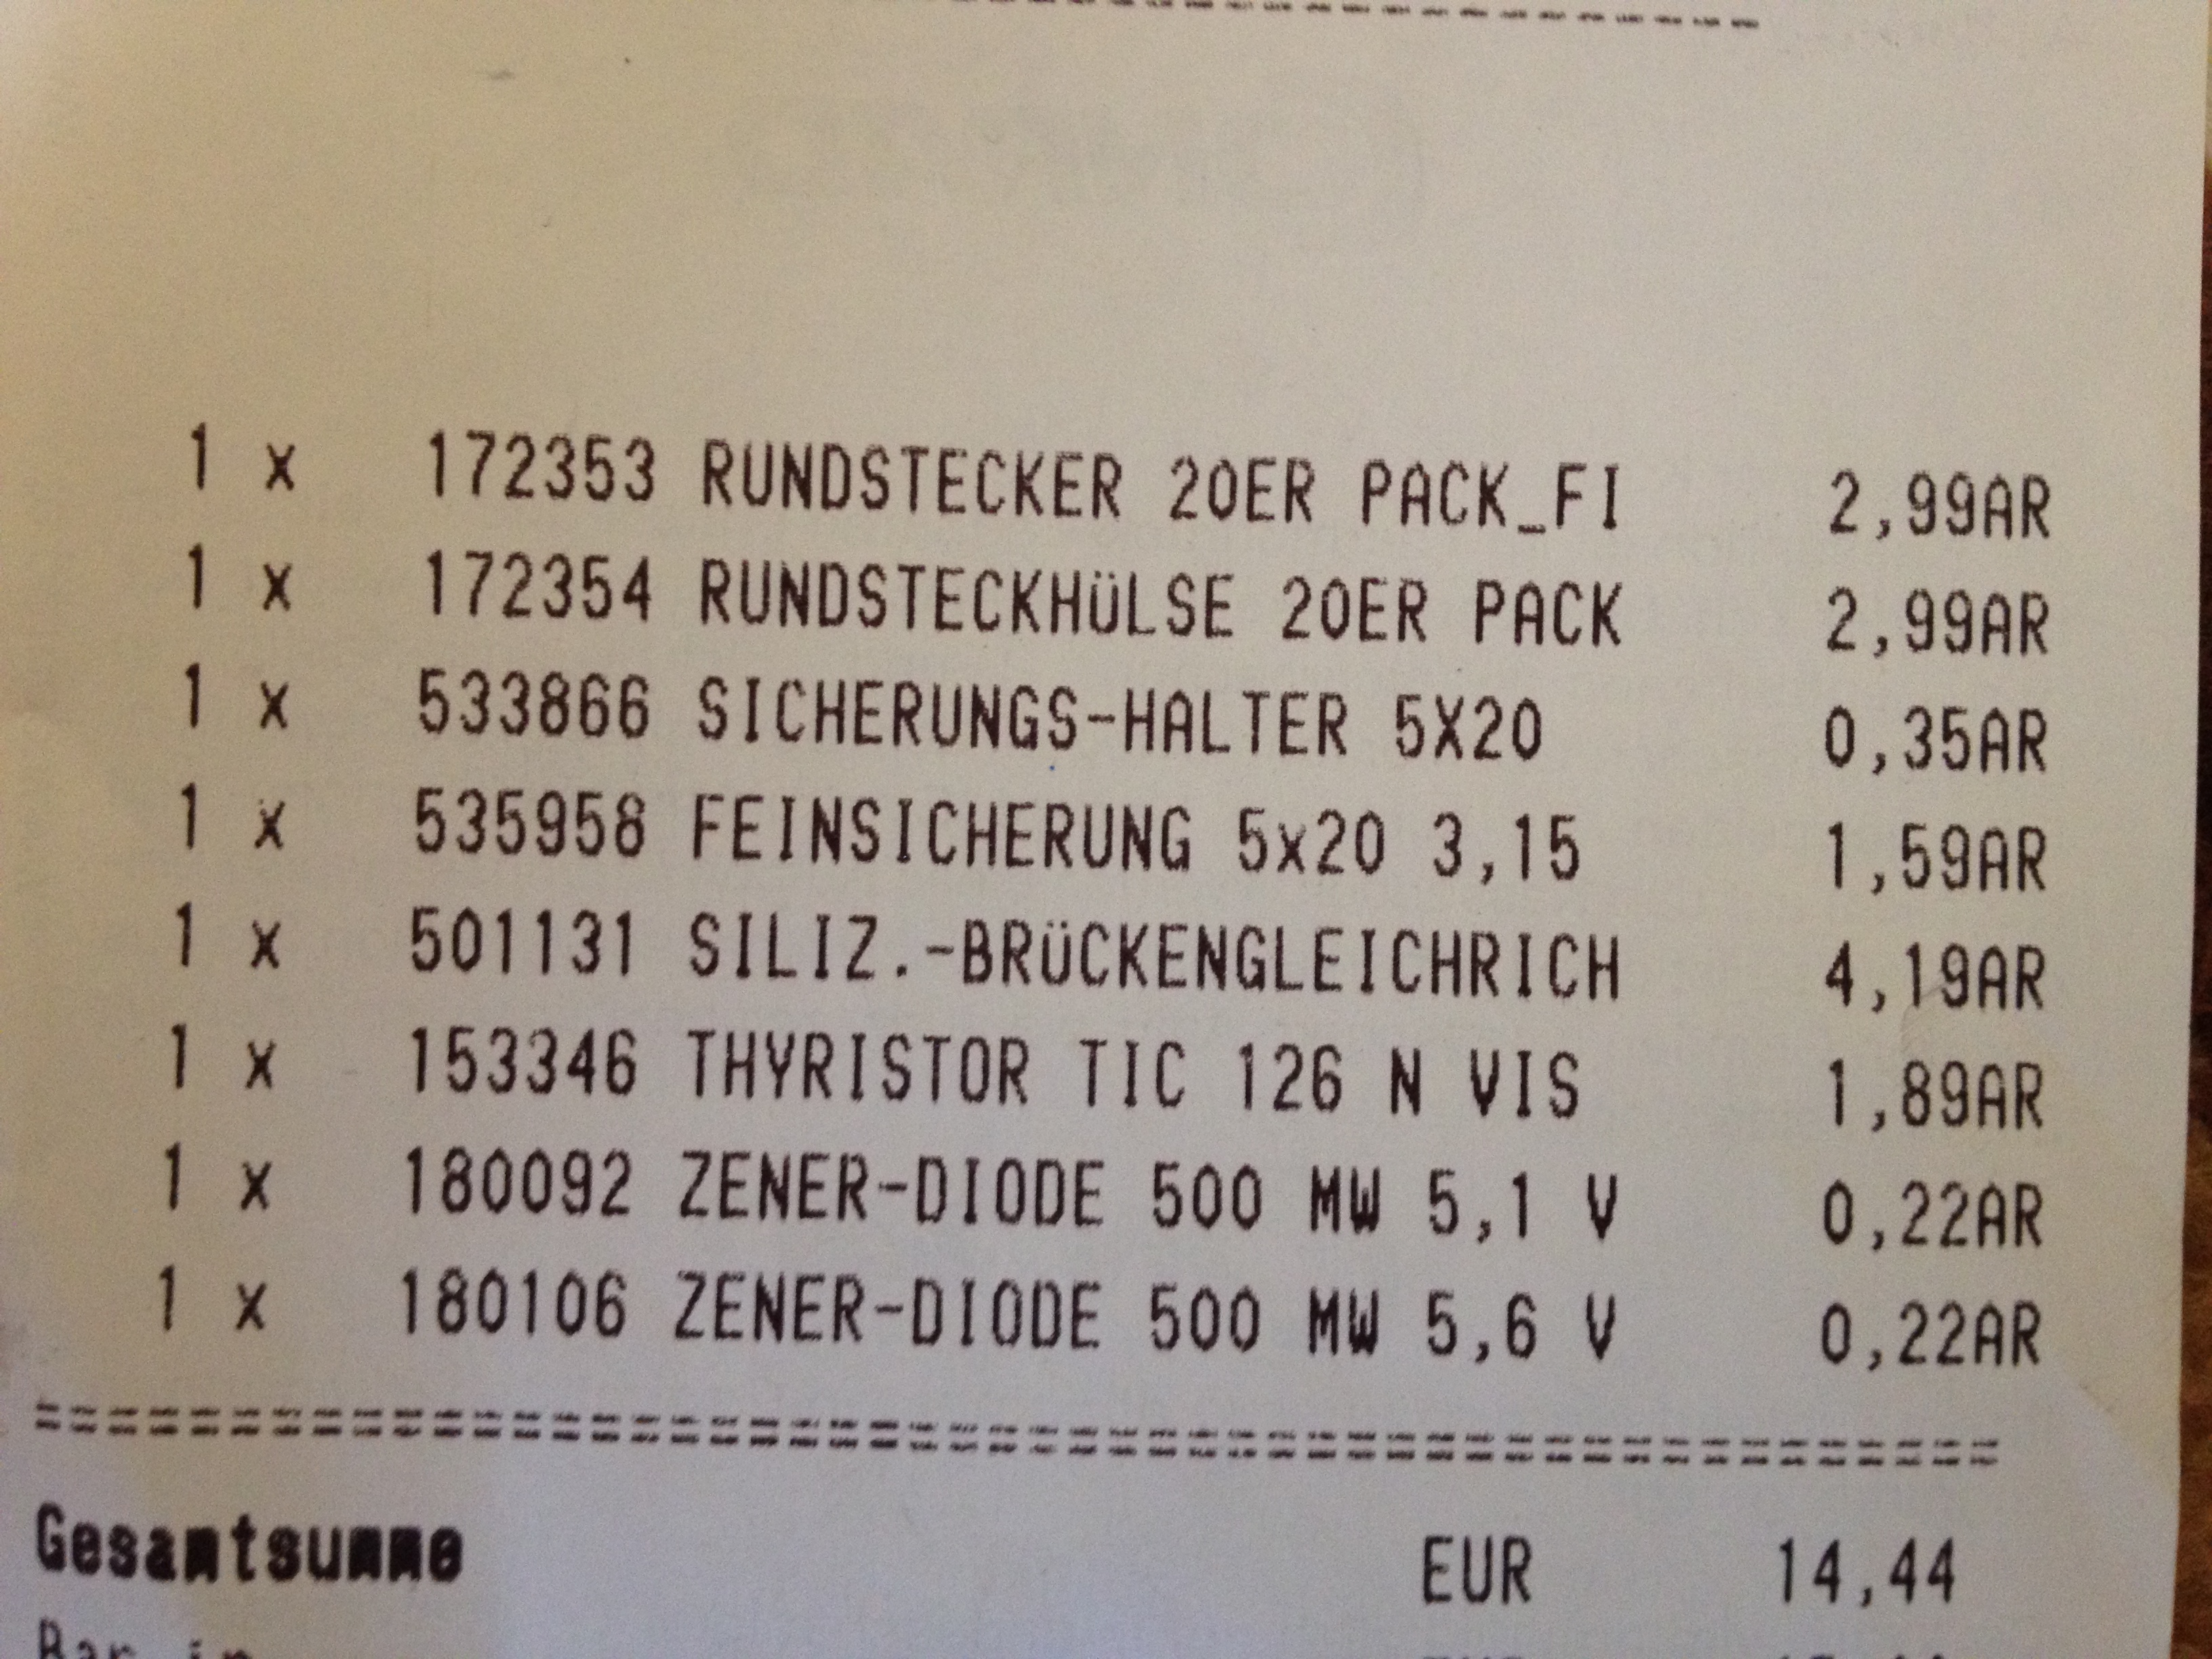 1 x 172353 RUNDSTECKER 20ER PACK_FI 2,99AR
1 x 172354 RUNDSTECKHÜLSE 20ER PACK 2,99AR
1 x 533866 SICHERUNGS-HALTER 5X20 0,35AR
1 x 535958 FEINSICHERUNG 5x20 3,15 1,59AR
1 x 501131 SILIZ.-BRÜCKENGLEICHRICH 4,19AR
1 x 153346 THYRISTOR TIC 126 N VIS 1,89AR
1 x 180092 ZENER-DIODE 500 MW 5,1 V 0,22AR
1 x 180106 ZENER-DIODE 500 MW 5,6 V 0,22AR
Gesamtsumme EUR 14,44
Bar in